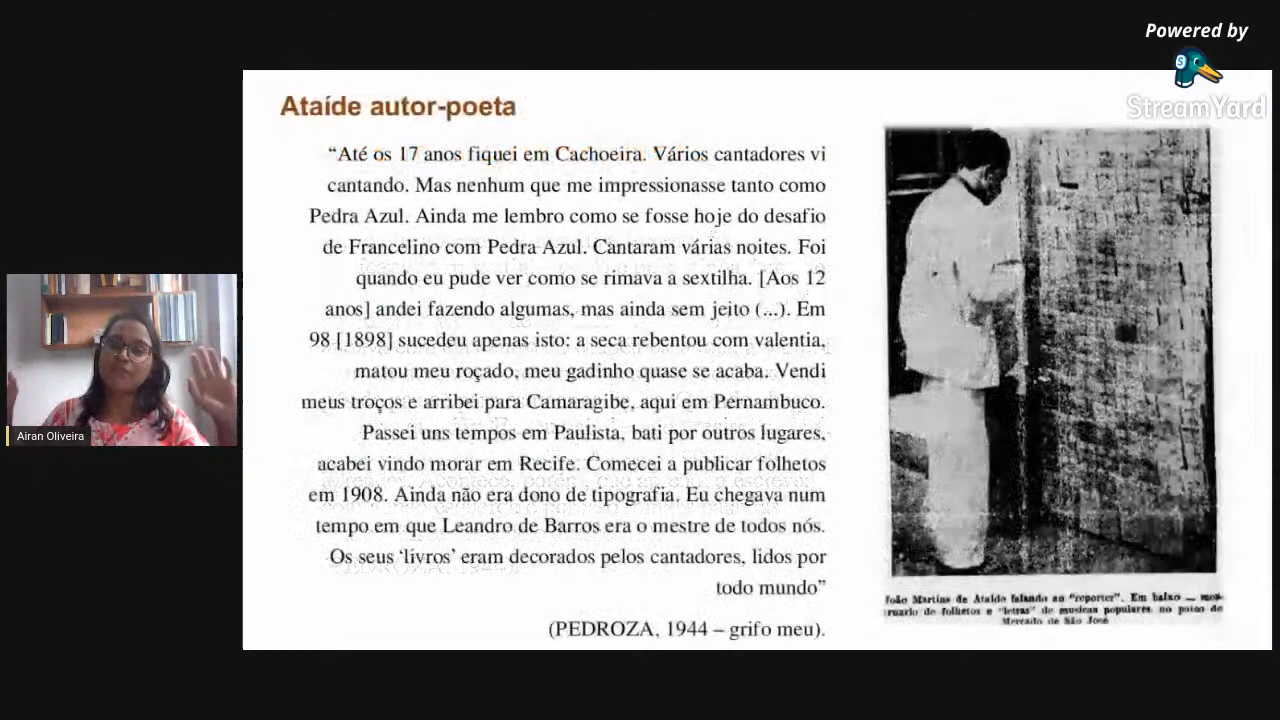 Powered by
StreamYard
Ataíde autor-poeta
“Até os 17 anos fiquei em Cachoeira. Vários cantadores vi
cantando. Mas nenhum que me impressionasse tanto como
Pedra Azul. Ainda me lembro como se fosse hoje do desafio
de Francelino com Pedra Azul. Cantaram várias noites. Foi
quando eu pude ver como se rimava a sextilha. [Aos 12
anos] andei fazendo algumas, mas ainda sem jeito (...). Em
98 [1898] sucedeu apenas isto: a seca rebentou com valentia,
matou meu roçado, meu gadinho quase se acaba. Vendi
meus troços e arribei para Camaragibe, aqui em Pernambuco.
Passei uns tempos em Paulista, bati por outros lugares,
acabei vindo morar em Recife. Comecei a publicar folhetos
em 1908. Ainda não era dono de tipografia. Eu chegava num
tempo em que Leandro de Barros era o mestre de todos nós.
Os seus ‘livros’ eram decorados pelos cantadores, lidos por
todo mundo”
(PEDROZA, 1944 – grifo meu).
João Martins de Ataíde falando ao “reporter”. Em baixo — mos-
truario de folhetos e “letras” de musicas populares, no pateo do
Mercado de São José
Airan Oliveira